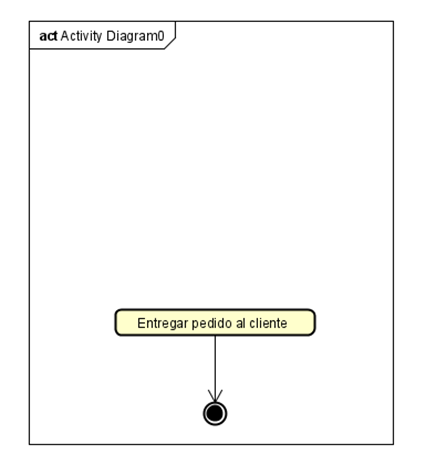 act Activity Diagram0
Entregar pedido al cliente